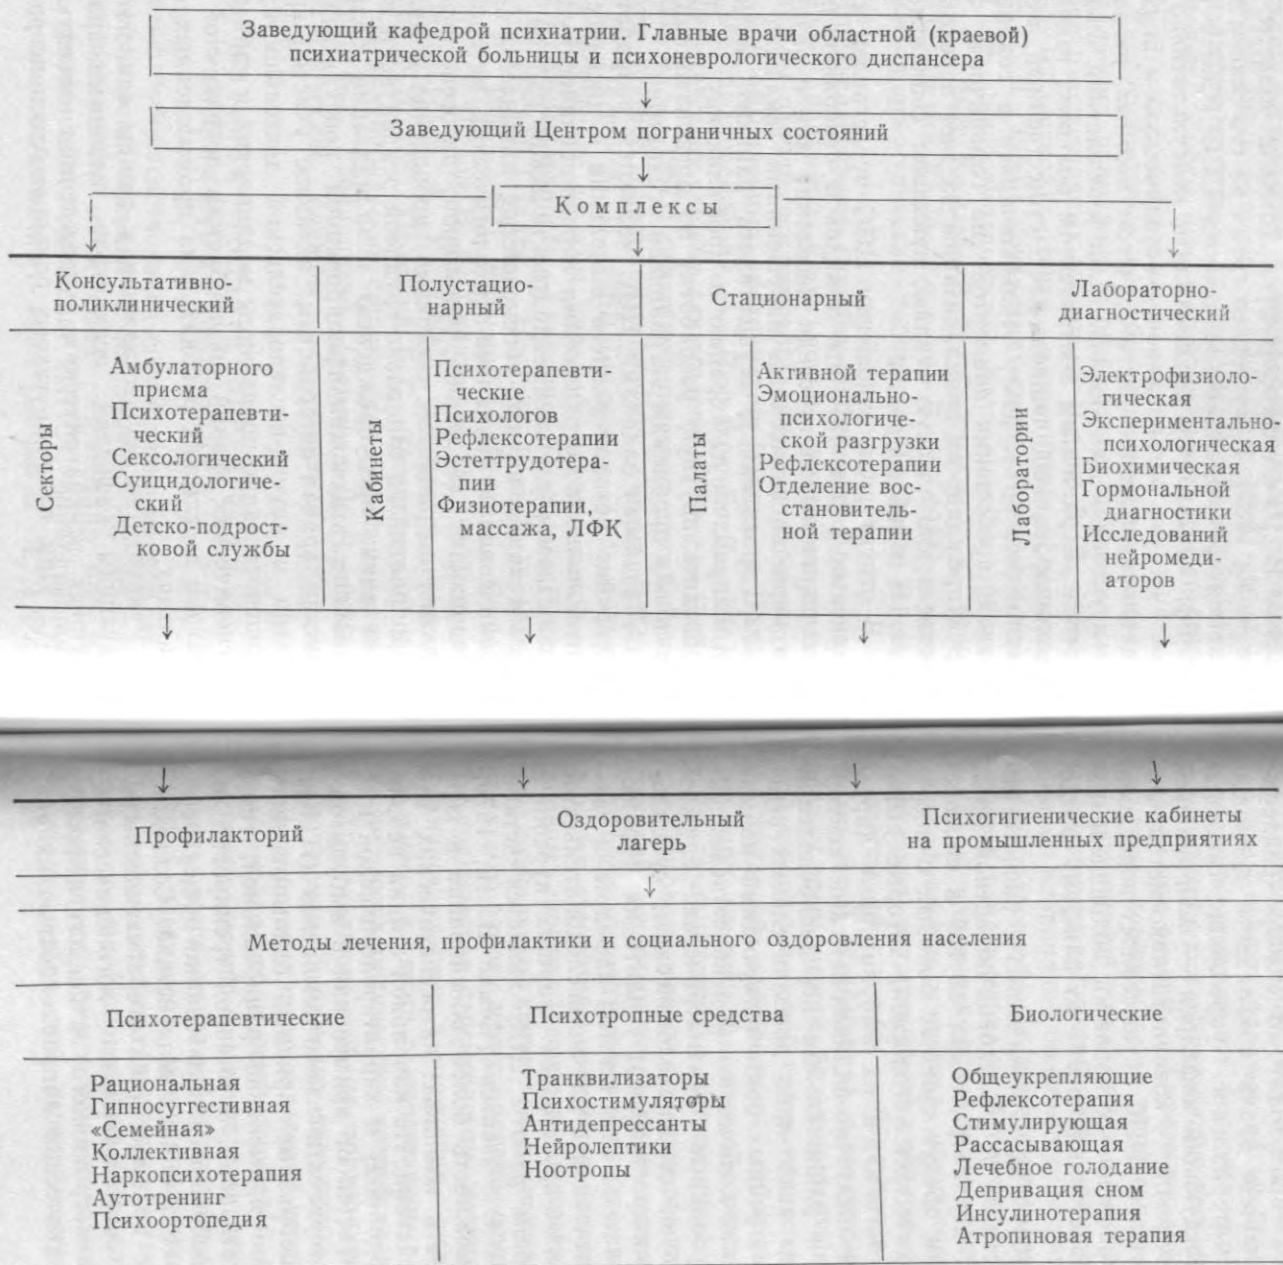 Заведующий кафедрой психиатрии. Главные врачи областной (краевой)
психиатрической больницы и психоневрологического диспансера
Заведующий Центром пограничных состояний
Комплексы
Консультативно-
поликлинический
Полустацио-
нарный
Стационарный
Лабораторно-
диагностический
Секторы
Амбулаторного
приема
Психотерапевти-
ческий
Сексологический
Суицидологиче-
ский
Детско-подрост-
ковой службы
Кабинеты
Психотерапевти-
ческие
Психологов
Рефлексотерапии
Эстеттрудотера-
пии
Физиотерапии,
массажа, ЛФК
Палаты
Активной терапии
Эмоционально-
психологиче-
ской разгрузки
Рефлексотерапии
Отделение вос-
становитель-
ной терапии
Лаборатории
Электрофизиоло-
гическая
Экспериментально-
психологическая
Биохимическая
Гормональной
диагностики
Исследований
нейромеди-
аторов
Профилакторий
Оздоровительный
лагерь
Психогигиенические кабинеты
на промышленных предприятиях
Методы лечения, профилактики и социального оздоровления населения
Психотерапевтические
Психотропные средства
Биологические
Рациональная
Гипносуггестивная
«Семейная»
Коллективная
Наркопсихотерапия
Аутотренинг
Психоортопедия
Транквилизаторы
Психостимуляторы
Антидепрессанты
Нейролептики
Ноотропы
Общеукрепляющие
Рефлексотерапия
Стимулирующая
Рассасывающая
Лечебное голодание
Депривация сном
Инсулинотерапия
Атропиновая терапия